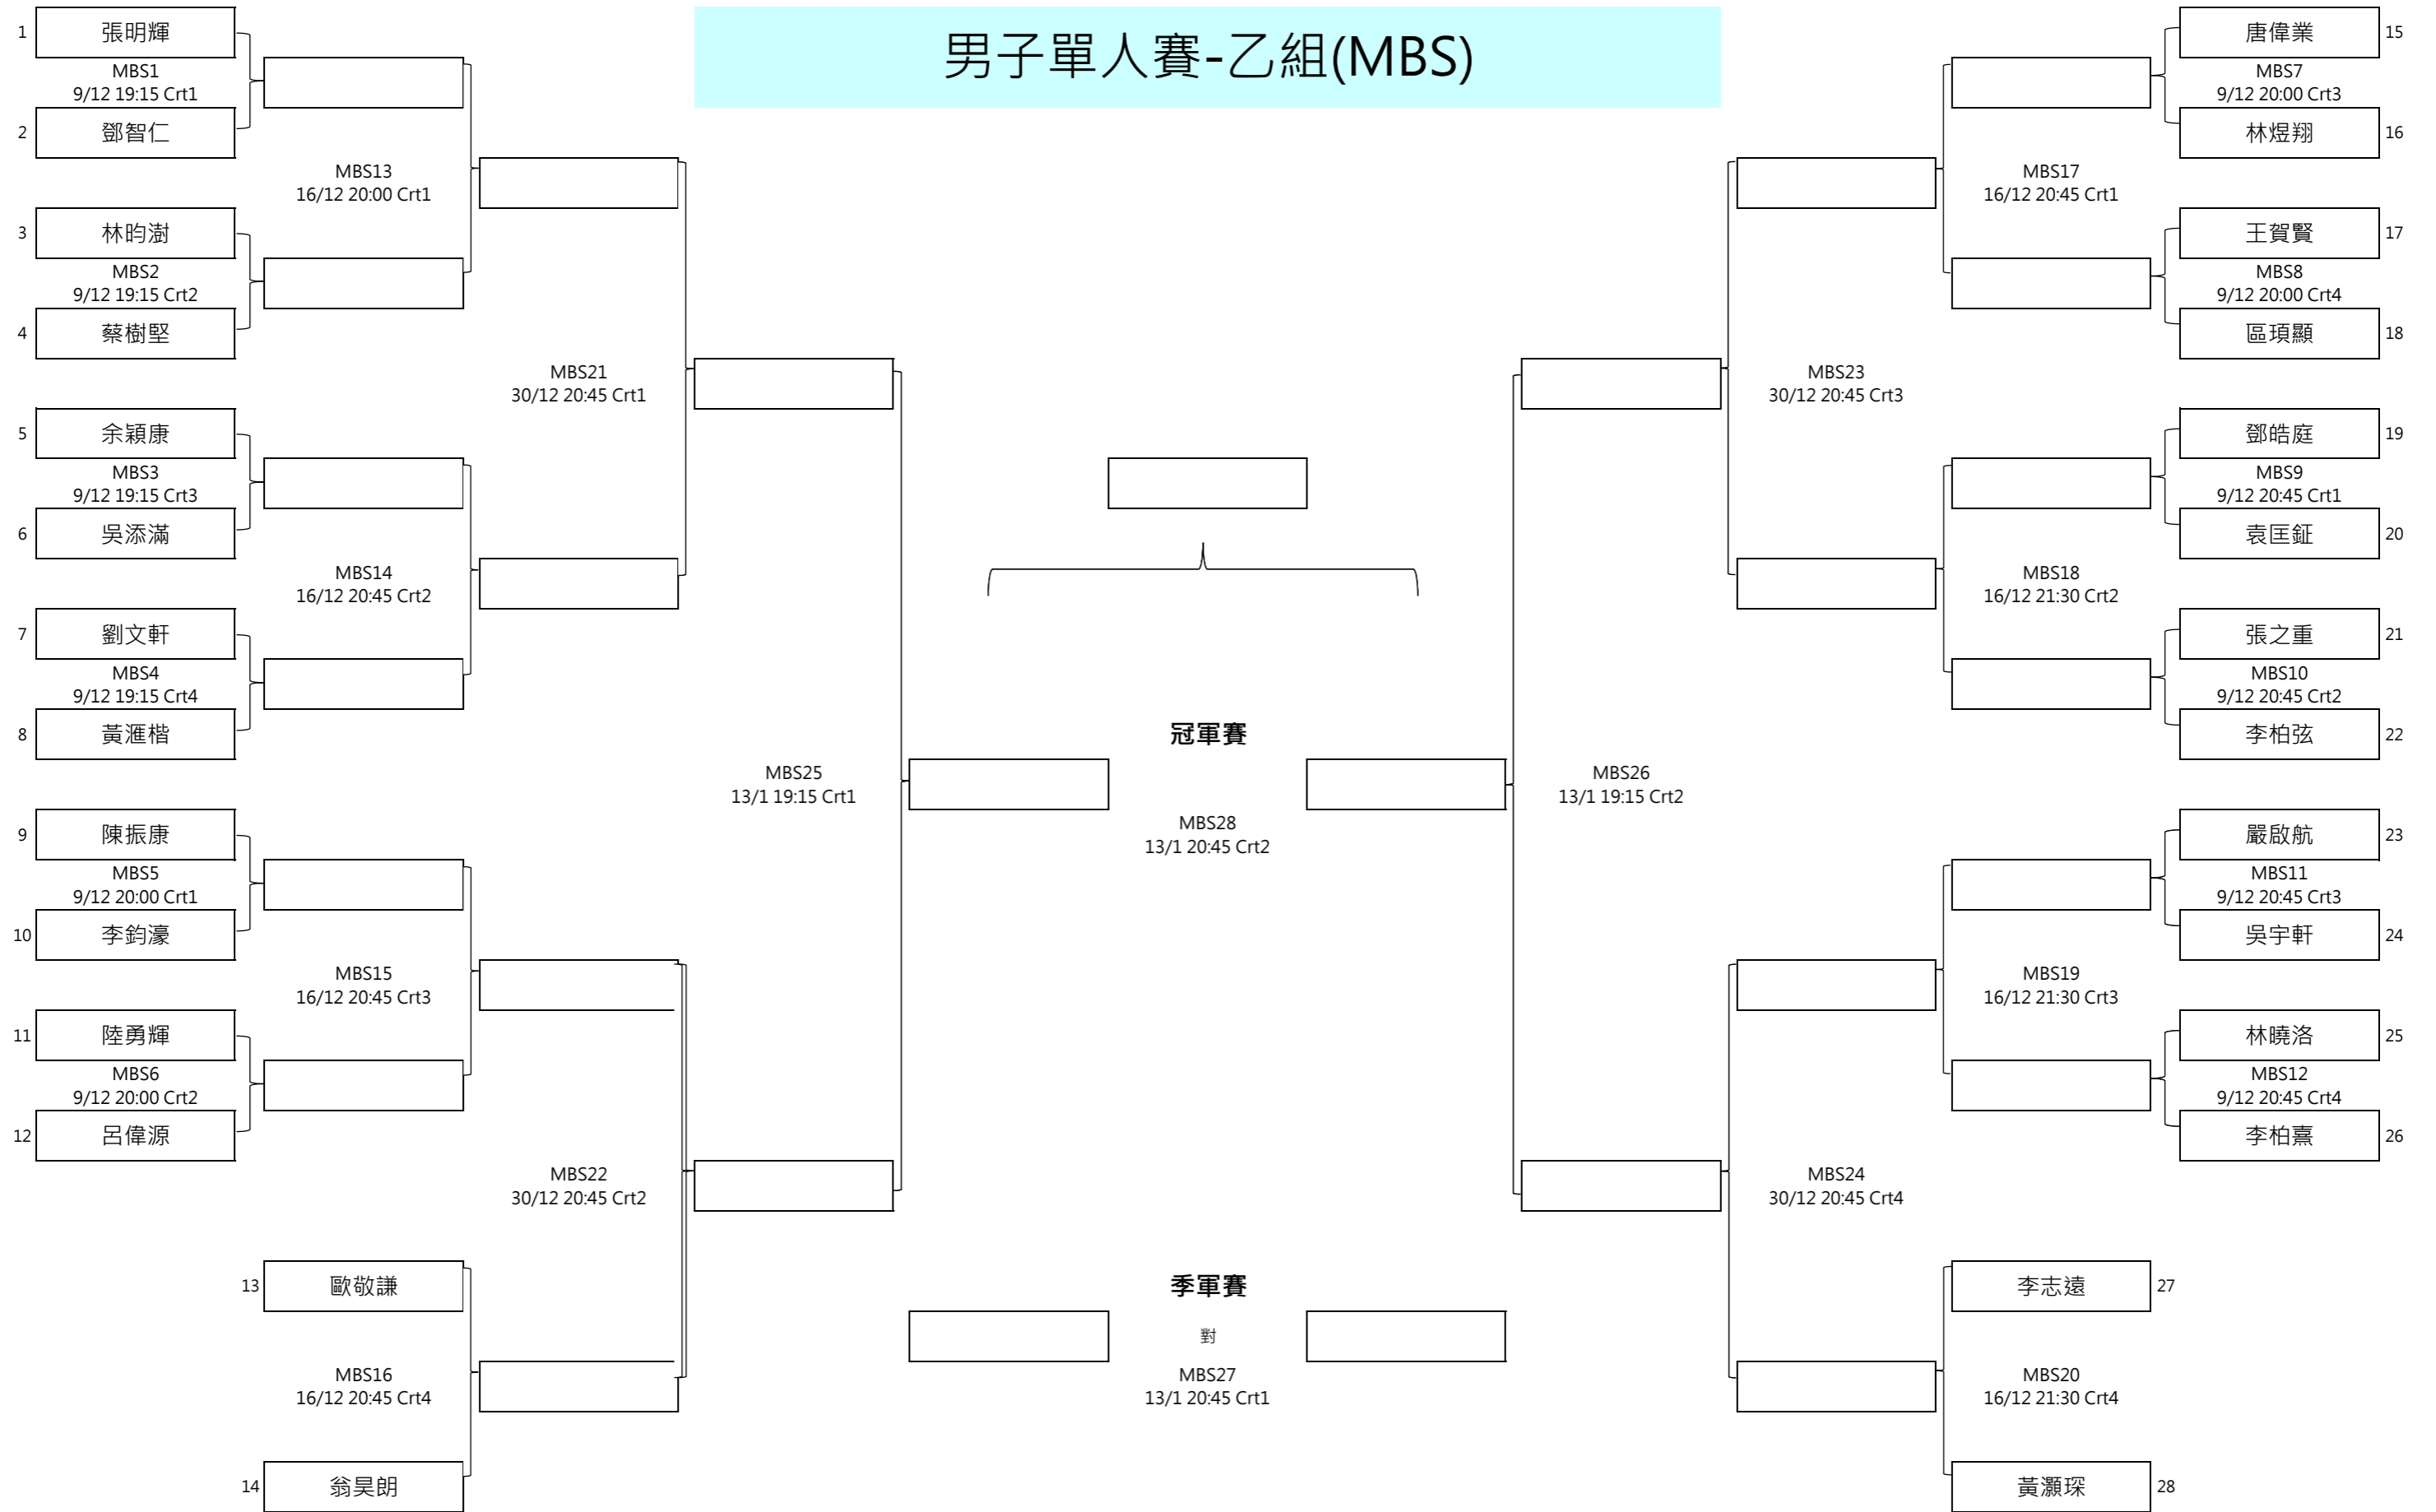 男子單人賽-乙組(MBS)
1
張明輝
MBS1
9/12 19:15 Crt1
2
鄧智仁
MBS13
16/12 20:00 Crt1
3
林昀澍
MBS2
9/12 19:15 Crt2
4
蔡樹堅
MBS21
30/12 20:45 Crt1
5
余穎康
MBS3
9/12 19:15 Crt3
6
吳添滿
MBS14
16/12 20:45 Crt2
7
劉文軒
MBS4
9/12 19:15 Crt4
8
黃滙楷
MBS25
13/1 19:15 Crt1
9
陳振康
MBS5
9/12 20:00 Crt1
10
李鈞濠
MBS15
16/12 20:45 Crt3
11
陸勇輝
MBS6
9/12 20:00 Crt2
12
呂偉源
MBS22
30/12 20:45 Crt2
13
歐敬謙
MBS16
16/12 20:45 Crt4
14
翁昊朗
冠軍賽
MBS28
13/1 20:45 Crt2
季軍賽
對
MBS27
13/1 20:45 Crt1
唐偉業
15
MBS7
9/12 20:00 Crt3
林煜翔
16
MBS17
16/12 20:45 Crt1
王賀賢
17
MBS8
9/12 20:00 Crt4
區頊顯
18
MBS23
30/12 20:45 Crt3
鄧皓庭
19
MBS9
9/12 20:45 Crt1
袁匡鉦
20
MBS18
16/12 21:30 Crt2
張之重
21
MBS10
9/12 20:45 Crt2
李柏弦
22
MBS26
13/1 19:15 Crt2
嚴啟航
23
MBS11
9/12 20:45 Crt3
吳宇軒
24
MBS19
16/12 21:30 Crt3
林曉洛
25
MBS12
9/12 20:45 Crt4
李柏熹
26
MBS24
30/12 20:45 Crt4
李志遠
27
MBS20
16/12 21:30 Crt4
黃灝琛
28